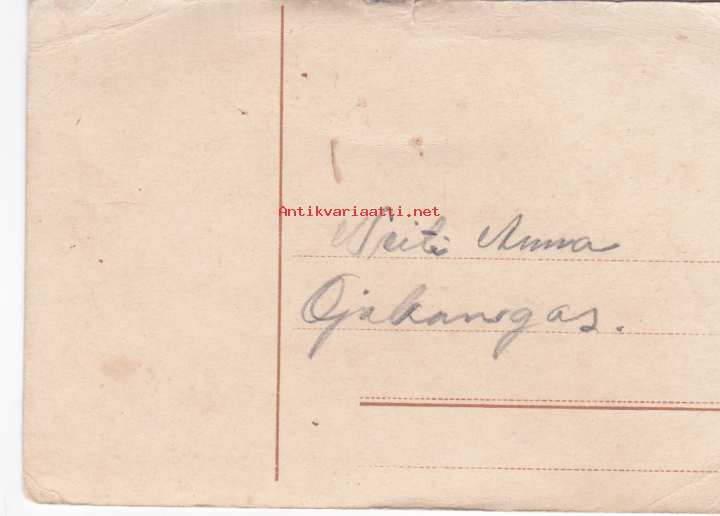 Antikvariaatti.net
Neiti Anna
Ojakangas.